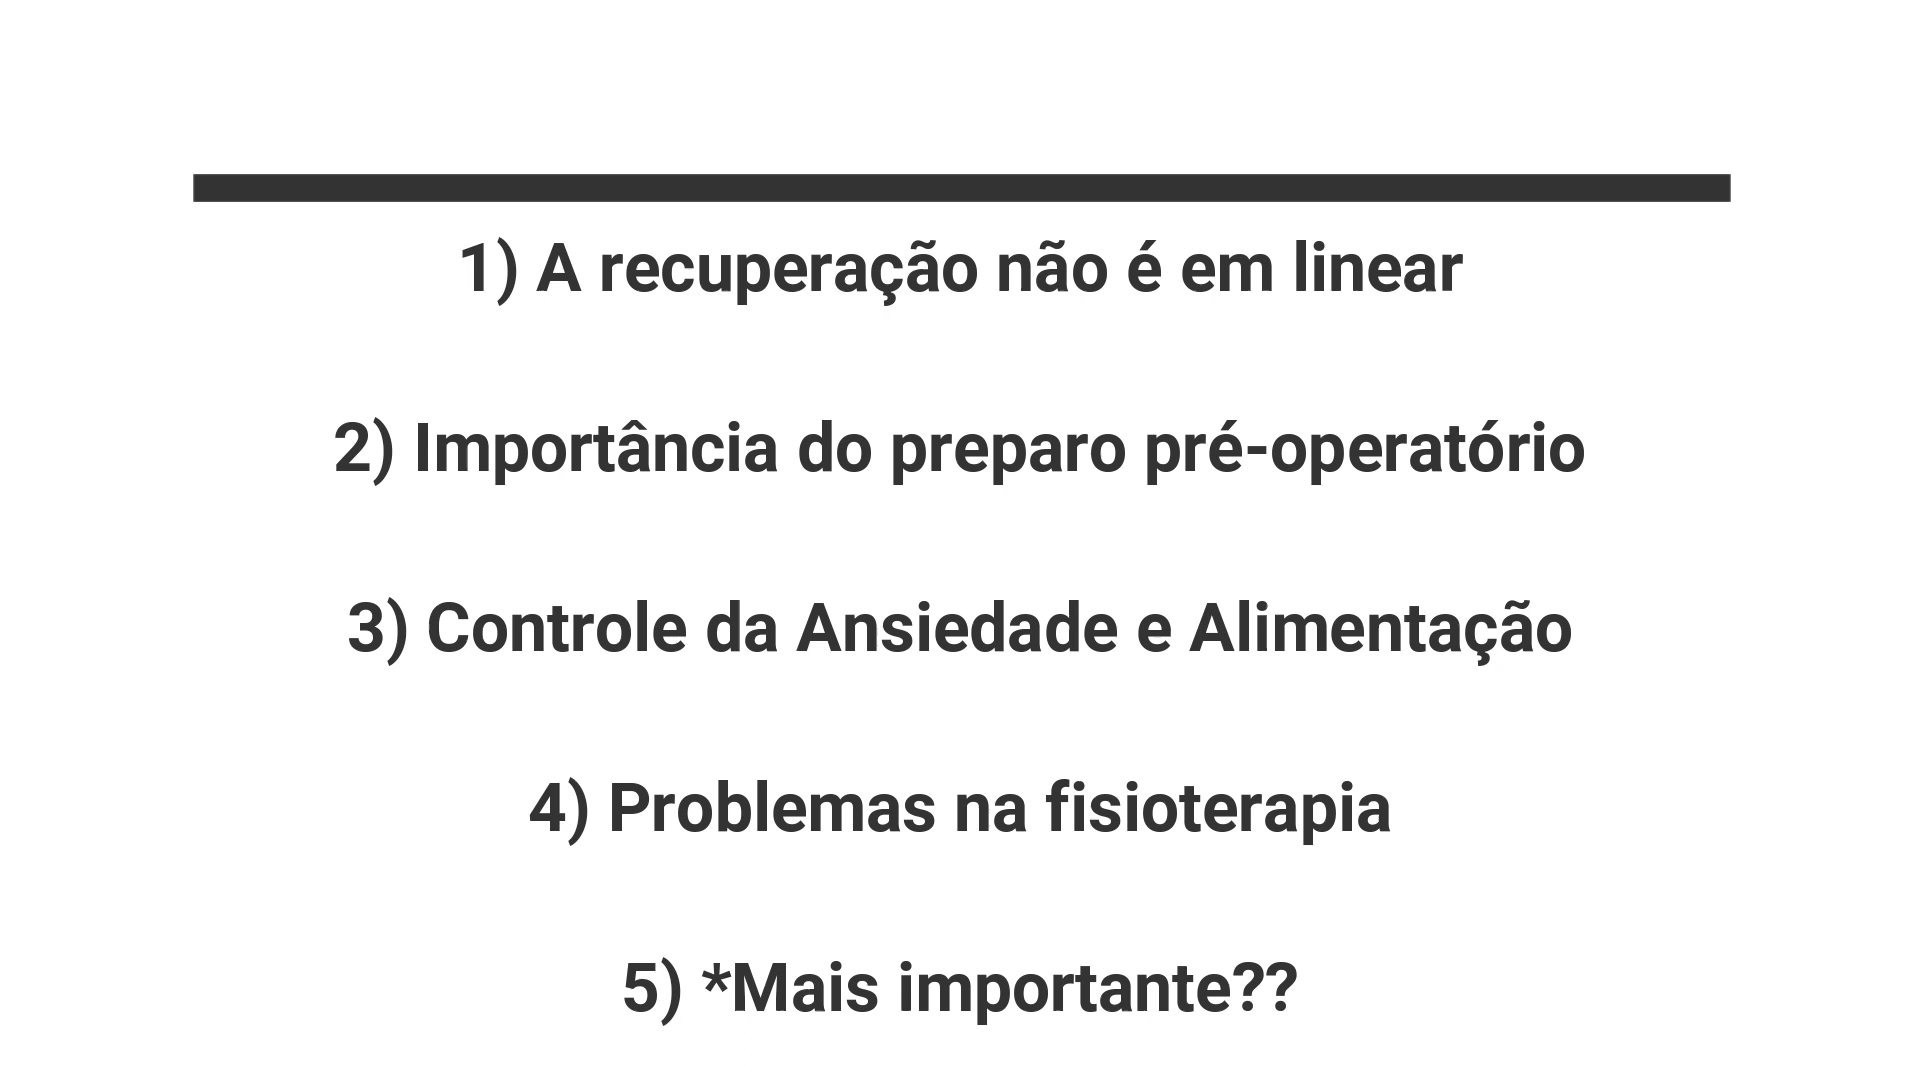 1) A recuperação não é em linear
2) Importância do preparo pré-operatório
3) Controle da Ansiedade e Alimentação
4) Problemas na fisioterapia
5) *Mais importante??